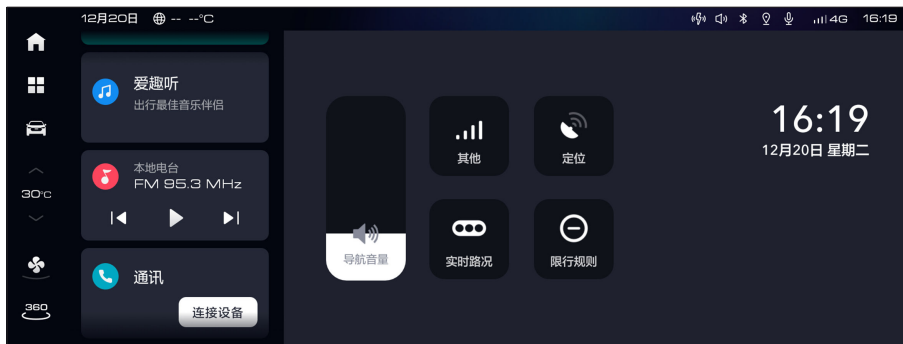 12月20日 -- --°C
4G 16:19
爱趣听
出行最佳音乐伴侣
本地电台
FM 95.3 MHz
30°C
通讯
连接设备
360
导航音量
其他
定位
实时路况
限行规则
16:19
12月20日 星期二